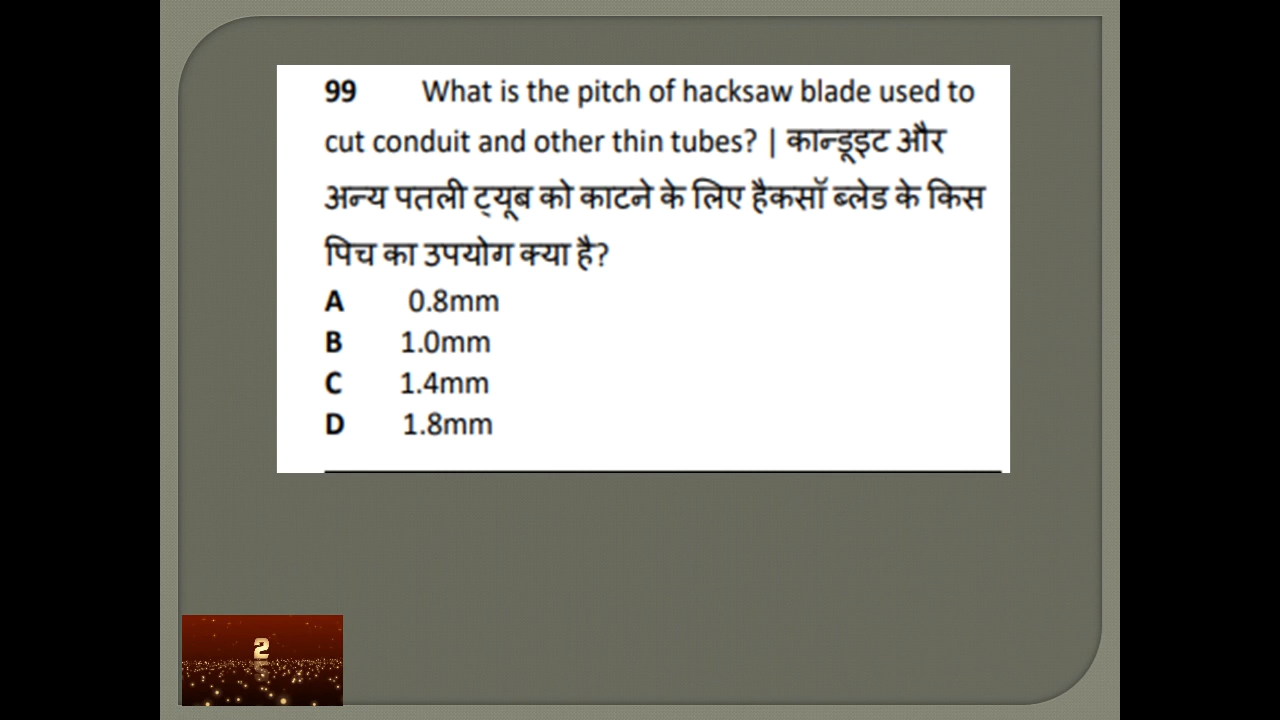 99 What is the pitch of hacksaw blade used to
cut conduit and other thin tubes? | कान्डूइट और
अन्य पतली ट्यूब को काटने के लिए हैकसॉ ब्लेड के किस
पिच का उपयोग क्या है?
A 0.8mm
B 1.0mm
C 1.4mm
D 1.8mm
2